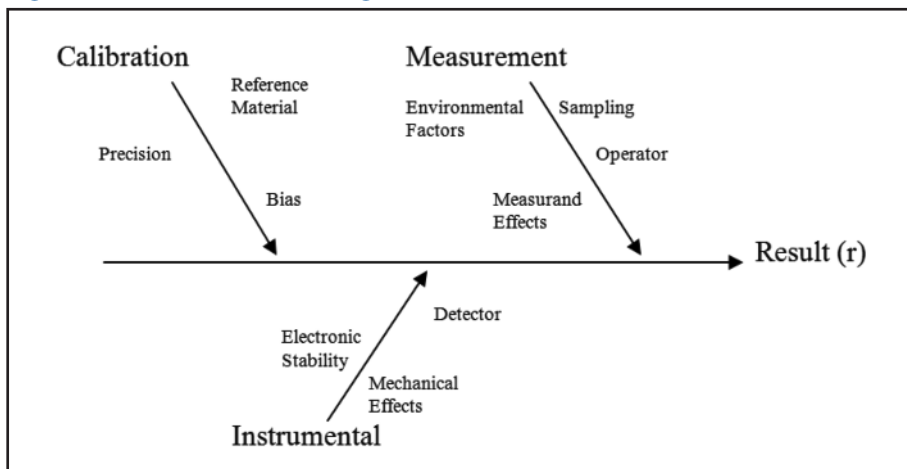 Calibration
Measurement
Reference
Material
Environmental
Factors
Sampling
Precision
Operator
Bias
Measurand
Effects
Result (r)
Detector
Electronic
Stability
Mechanical
Effects
Instrumental